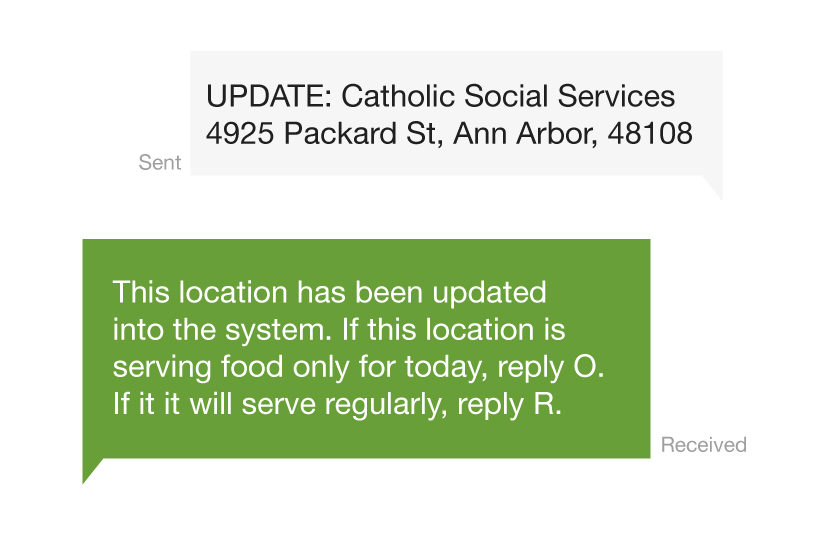 UPDATE: Catholic Social Services
4925 Packard St, Ann Arbor, 48108
Sent
This location has been updated
into the system. If this location is
serving food only for today, reply O.
If it it will serve regularly, reply R.
Received